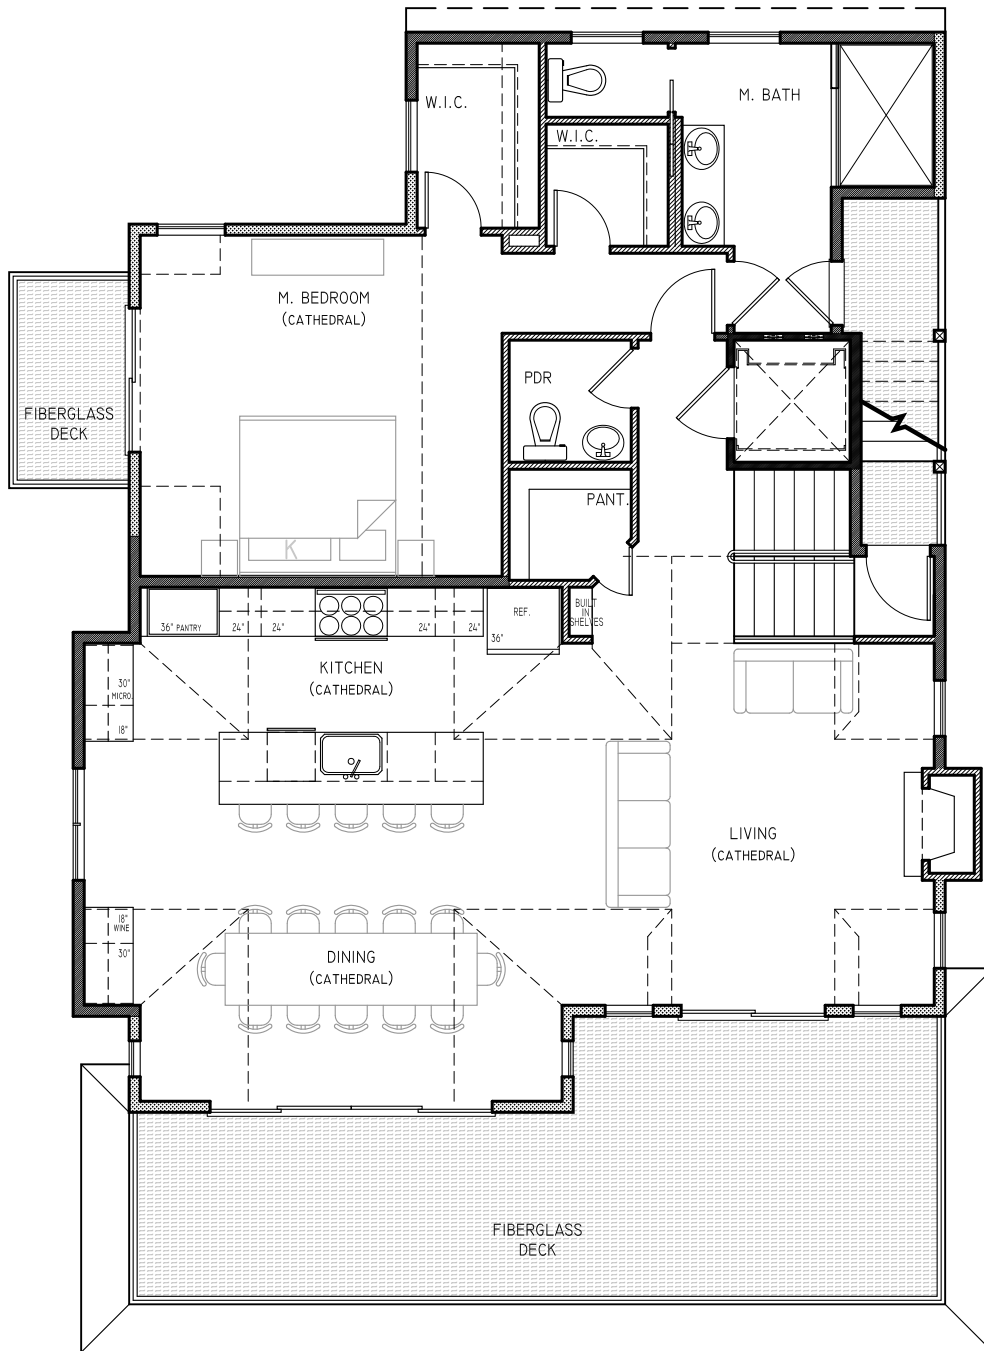 W.I.C.
M. BATH
W.I.C.
M. BEDROOM
(CATHEDRAL)
PDR
FIBERGLASS
DECK
PANT.
K
BUILT
IN
SHELVES
REF.
36"
36" PANTRY
24"
24"
24"
24"
KITCHEN
(CATHEDRAL)
30"
MICRO.
18"
LIVING
(CATHEDRAL)
18"
WINE
30"
DINING
(CATHEDRAL)
FIBERGLASS
DECK